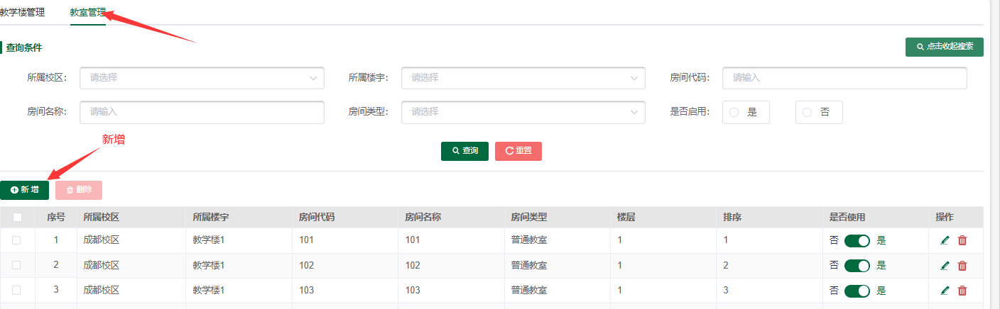 教学楼管理 教室管理
查询条件 点击收起搜索
所属校区： 请选择 所属楼宇： 请选择 房间代码： 请输入
房间名称： 请输入 房间类型： 请选择 是否启用： 是 否
新增
查询 重置
新增 删除
序号 所属校区 所属楼宇 房间代码 房间名称 房间类型 楼层 排序 是否使用 操作
1 成都校区 教学楼1 101 101 普通教室 1 1 否 是
2 成都校区 教学楼1 102 102 普通教室 1 2 否 是
3 成都校区 教学楼1 103 103 普通教室 1 3 否 是